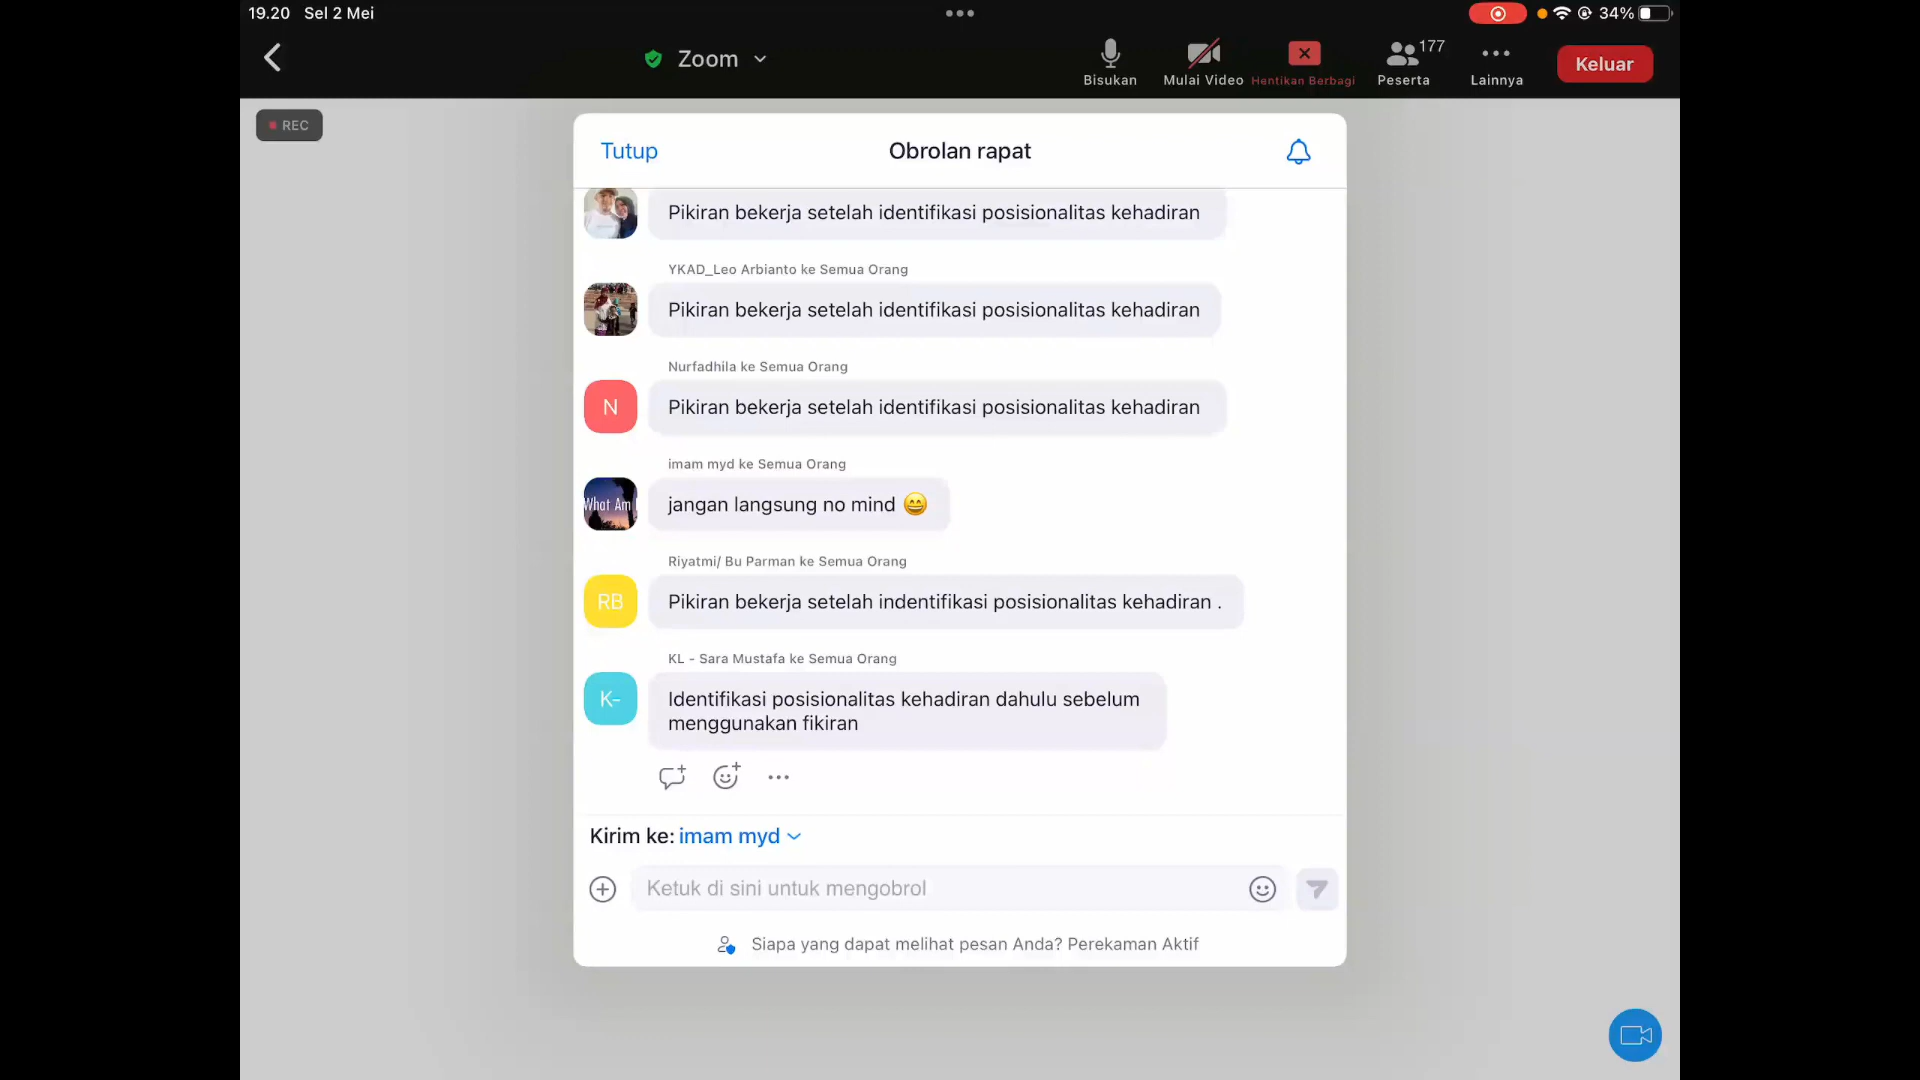 19.20 Sel 2 Mei
34%
Zoom
Bisukan
Mulai Video
Hentikan Berbagi
177
Peserta
Lainnya
Keluar
REC
Tutup
Obrolan rapat
Pikiran bekerja setelah identifikasi posisionalitas kehadiran
YKAD_Leo Arbianto ke Semua Orang
Pikiran bekerja setelah identifikasi posisionalitas kehadiran
Nurfadhila ke Semua Orang
N
Pikiran bekerja setelah identifikasi posisionalitas kehadiran
imam myd ke Semua Orang
What Am
jangan langsung no mind 😄
Riyatmi/ Bu Parman ke Semua Orang
RB
Pikiran bekerja setelah indentifikasi posisionalitas kehadiran .
KL - Sara Mustafa ke Semua Orang
K-
Identifikasi posisionalitas kehadiran dahulu sebelum
menggunakan fikiran
Kirim ke: imam myd
Ketuk di sini untuk mengobrol
Siapa yang dapat melihat pesan Anda? Perekaman Aktif